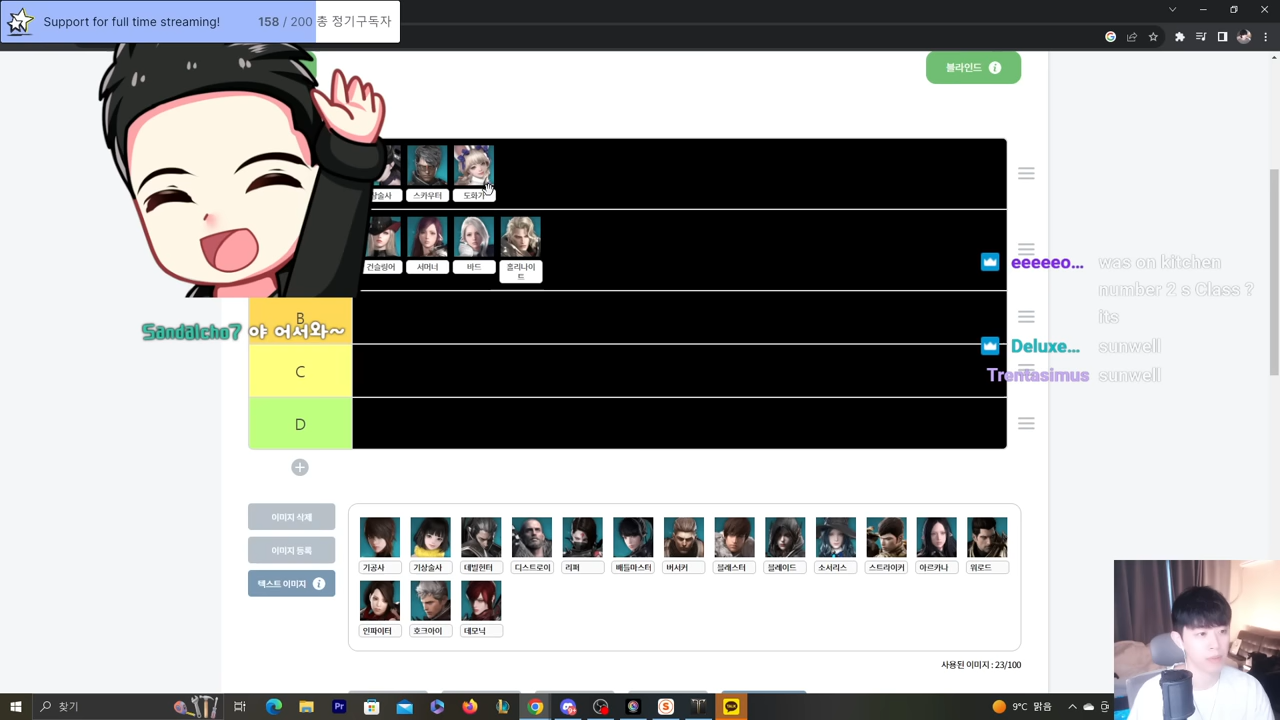 Support for full time streaming!
158 / 200 총 정기구독자
블라인드
스카우터
도화가
건슬링어
서머너
바드
홀리나이
트
eeeeeo... was on kitchen
number 2 s Class ?
its
Sandalcho7 야 어서와~
B
Deluxe... sunwell
Trentasimus sunwell
C
D
이미지 삭제
이미지 등록
텍스트 이미지
기공사
기상술사
데빌헌터
디스트로이
리퍼
배틀마스터
버서커
블래스터
블레이드
소서리스
스트라이커
아르카나
워로드
인파이터
호크아이
데모닉
사용된 이미지 : 23/100
찾기
9°C 맑음